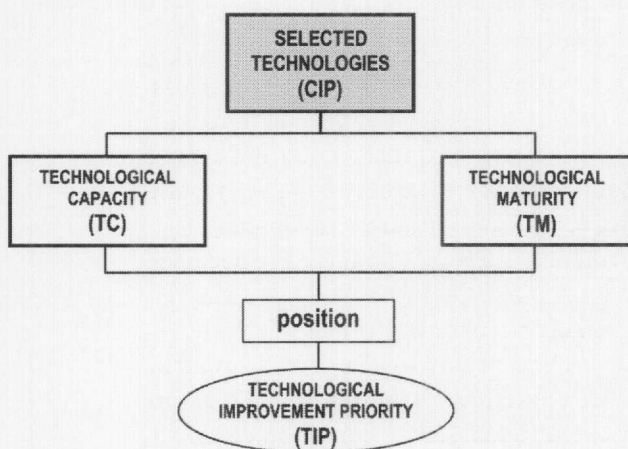 SELECTED
TECHNOLOGIES
(CIP)
TECHNOLOGICAL
CAPACITY
(TC)
TECHNOLOGICAL
MATURITY
(TM)
position
TECHNOLOGICAL
IMPROVEMENT PRIORITY
(TIP)